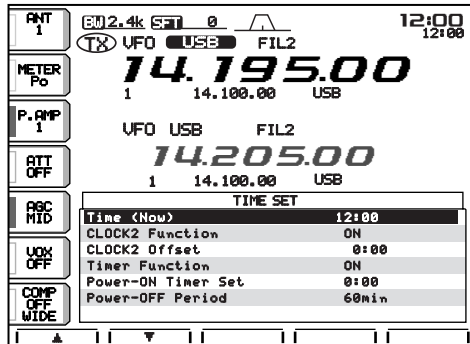 ANT 1
BW 2.4k SFT 0 12:00
12:00
TX VFO USB FIL2
14.195.00
1 14.100.00 USB
METER Po
P.AMP 1
VFO USB FIL2
14.205.00
1 14.100.00 USB
ATT OFF
AGC MID
VOX OFF
COMP OFF WIDE
TIME SET
Time (Now) 12:00
CLOCK2 Function ON
CLOCK2 Offset 0:00
Timer Function ON
Power-ON Timer Set 0:00
Power-OFF Period 60min